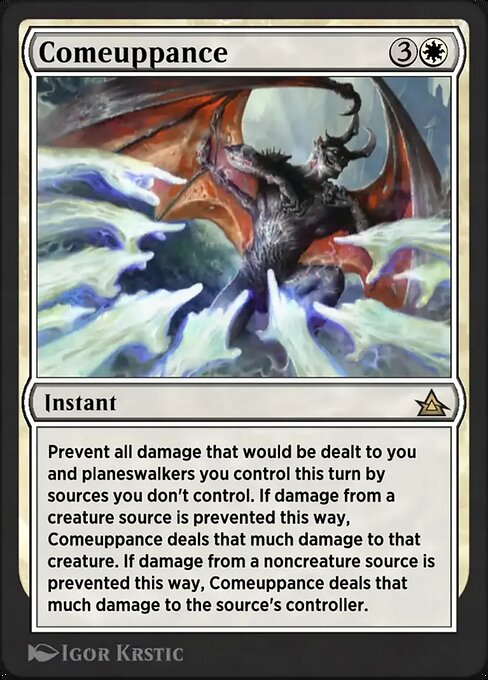 Comeuppance 3
Instant
Prevent all damage that would be dealt to you
and planeswalkers you control this turn by
sources you don't control. If damage from a
creature source is prevented this way,
Comeuppance deals that much damage to that
creature. If damage from a noncreature source is
prevented this way, Comeuppance deals that
much damage to the source's controller.
Igor Krstic